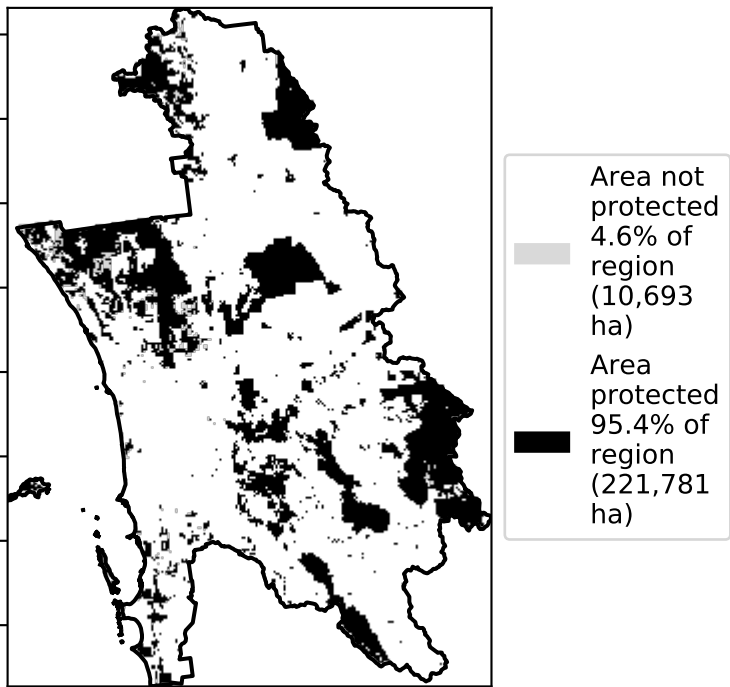 Area not
protected
4.6% of
region
(10,693
ha)
Area
protected
95.4% of
region
(221,781
ha)